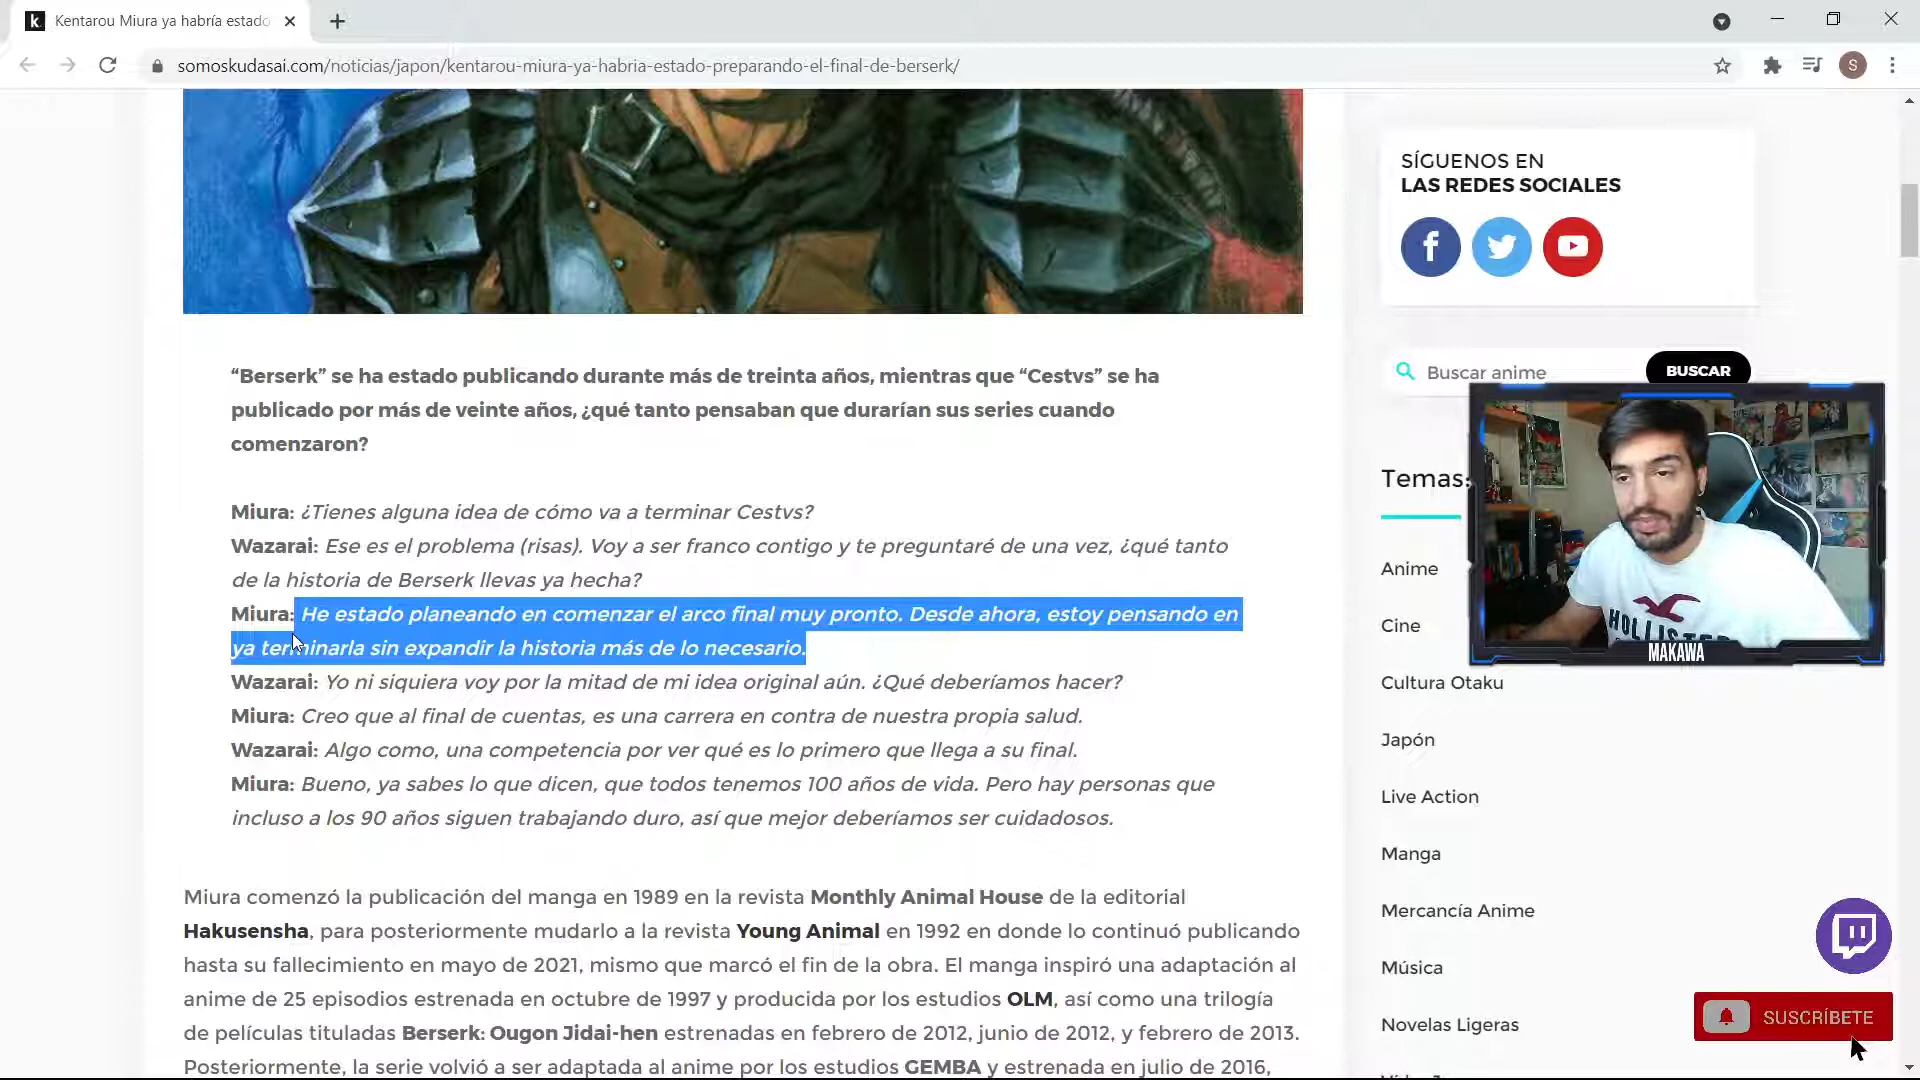 k.
Kentarou Miura ya habría estado
somoskudasai.com/noticias/japon/kentarou-miura-ya-habria-estado-preparando-el-final-de-berserk/
S
SÍGUENOS EN
LAS REDES SOCIALES
Buscar anime
BUSCAR
“Berserk” se ha estado publicando durante más de treinta años, mientras que “Cestvs” se ha
publicado por más de veinte años, ¿qué tanto pensaban que durarían sus series cuando
comenzaron?
Miura: ¿Tienes alguna idea de cómo va a terminar Cestvs?
Wazarai: Ese es el problema (risas). Voy a ser franco contigo y te preguntaré de una vez, ¿qué tanto
de la historia de Berserk llevas ya hecha?
Miura: He estado planeando en comenzar el arco final muy pronto. Desde ahora, estoy pensando en
ya terminarla sin expandir la historia más de lo necesario.
Wazarai: Yo ni siquiera voy por la mitad de mi idea original aún. ¿Qué deberíamos hacer?
Miura: Creo que al final de cuentas, es una carrera en contra de nuestra propia salud.
Wazarai: Algo como, una competencia por ver qué es lo primero que llega a su final.
Miura: Bueno, ya sabes lo que dicen, que todos tenemos 100 años de vida. Pero hay personas que
incluso a los 90 años siguen trabajando duro, así que mejor deberíamos ser cuidadosos.
Miura comenzó la publicación del manga en 1989 en la revista Monthly Animal House de la editorial
Hakusensha, para posteriormente mudarlo a la revista Young Animal en 1992 en donde lo continuó publicando
hasta su fallecimiento en mayo de 2021, mismo que marcó el fin de la obra. El manga inspiró una adaptación al
anime de 25 episodios estrenada en octubre de 1997 y producida por los estudios OLM, así como una trilogía
de películas tituladas Berserk: Ougon Jidai-hen estrenadas en febrero de 2012, junio de 2012, y febrero de 2013.
Posteriormente, la serie volvió a ser adaptada al anime por los estudios GEMBA y estrenada en julio de 2016,
Temas:
Anime
Cine
Cultura Otaku
Japón
Live Action
Manga
Mercancía Anime
Música
Novelas Ligeras
HOLLISTER
MAKAWA
SUSCRÍBETE